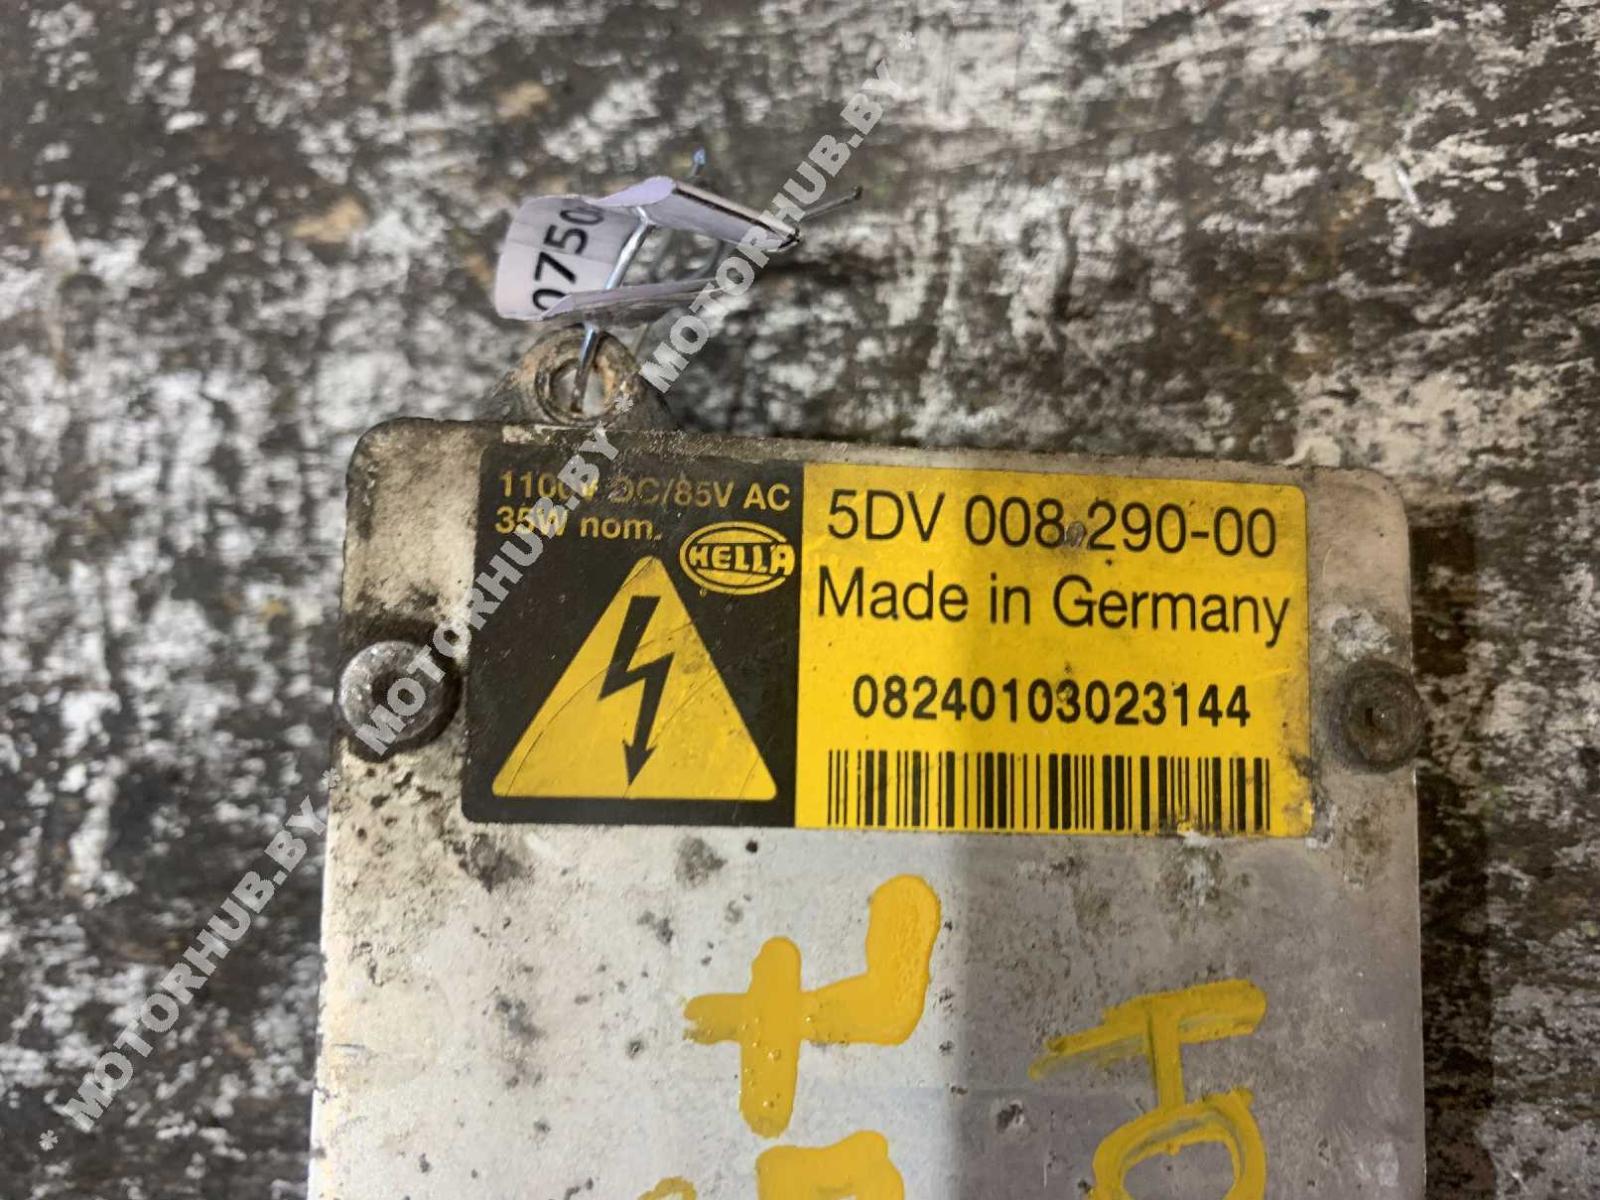 0750
1100V DC/85V AC
35W nom.
HELLA
5DV 008 290-00
Made in Germany
08240103023144
* MOTORHUB.BY * MOTORHUB.BY * MOTORHUB.BY *